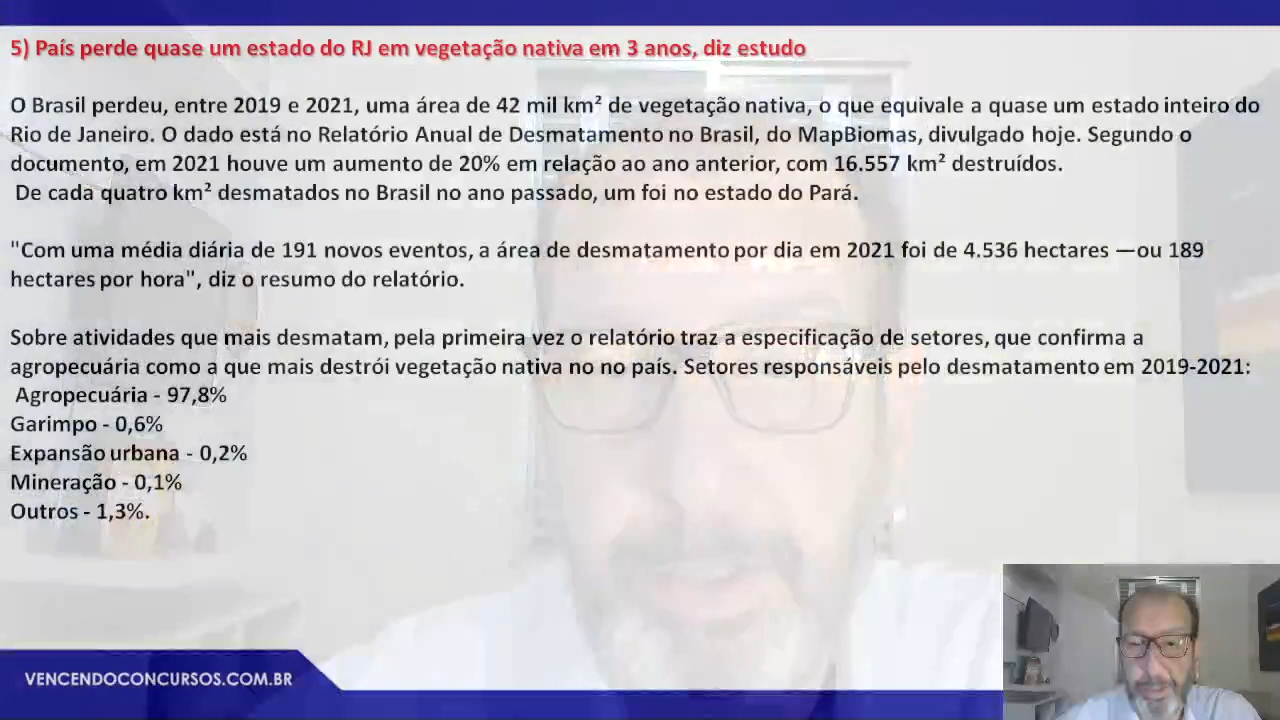 5) País perde quase um estado do RJ em vegetação nativa em 3 anos, diz estudo
O Brasil perdeu, entre 2019 e 2021, uma área de 42 mil km² de vegetação nativa, o que equivale a quase um estado inteiro do
Rio de Janeiro. O dado está no Relatório Anual de Desmatamento no Brasil, do MapBiomas, divulgado hoje. Segundo o
documento, em 2021 houve um aumento de 20% em relação ao ano anterior, com 16.557 km² destruídos.
De cada quatro km² desmatados no Brasil no ano passado, um foi no estado do Pará.
"Com uma média diária de 191 novos eventos, a área de desmatamento por dia em 2021 foi de 4.536 hectares —ou 189
hectares por hora", diz o resumo do relatório.
Sobre atividades que mais desmatam, pela primeira vez o relatório traz a especificação de setores, que confirma a
agropecuária como a que mais destrói vegetação nativa no no país. Setores responsáveis pelo desmatamento em 2019-2021:
Agropecuária - 97,8%
Garimpo - 0,6%
Expansão urbana - 0,2%
Mineração - 0,1%
Outros - 1,3%.
VENCENDOCONCURSOS.COM.BR